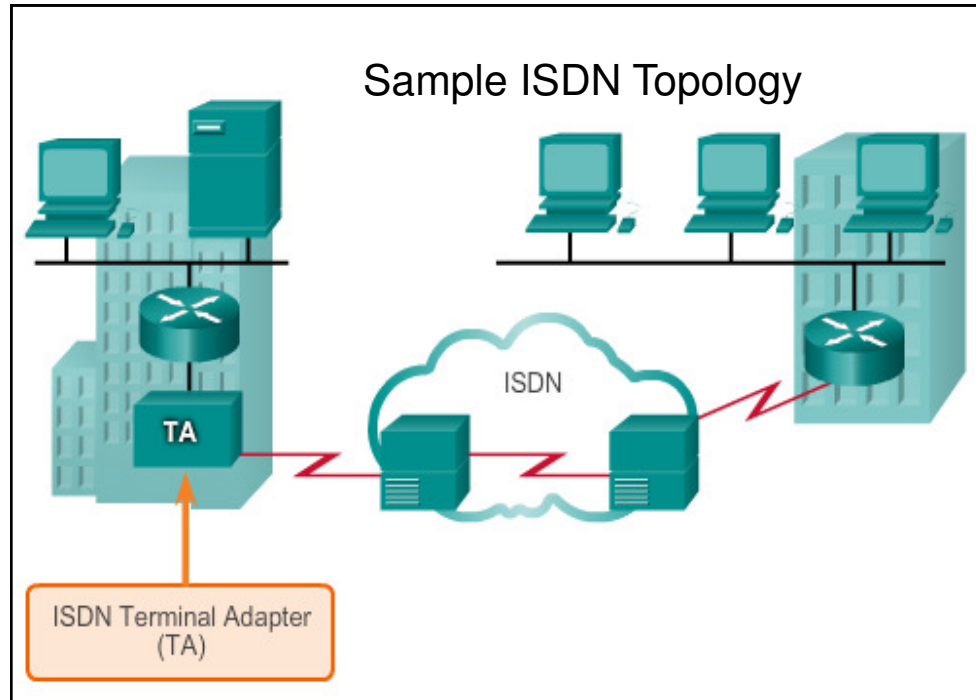 Sample ISDN Topology
ISDN
TA
ISDN Terminal Adapter
(TA)